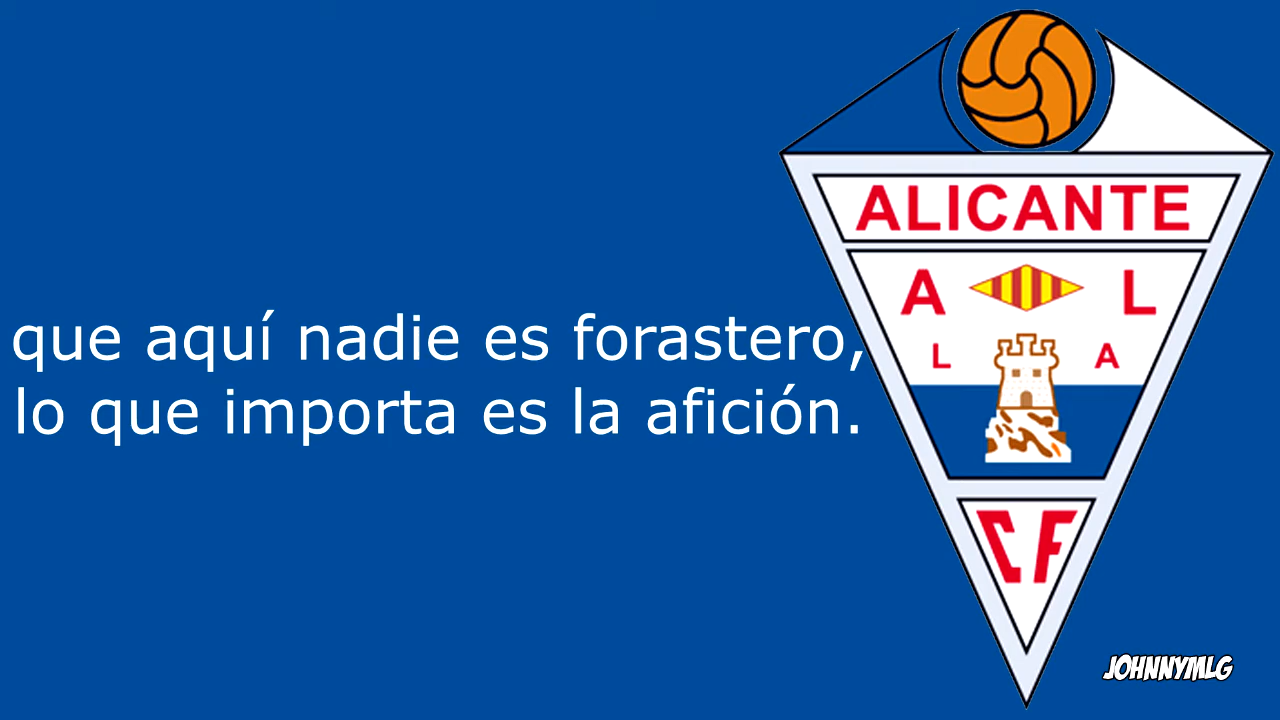 que aquí nadie es forastero,
lo que importa es la afición.
ALICANTE
A L
L A
CF
JOHNNYMLG